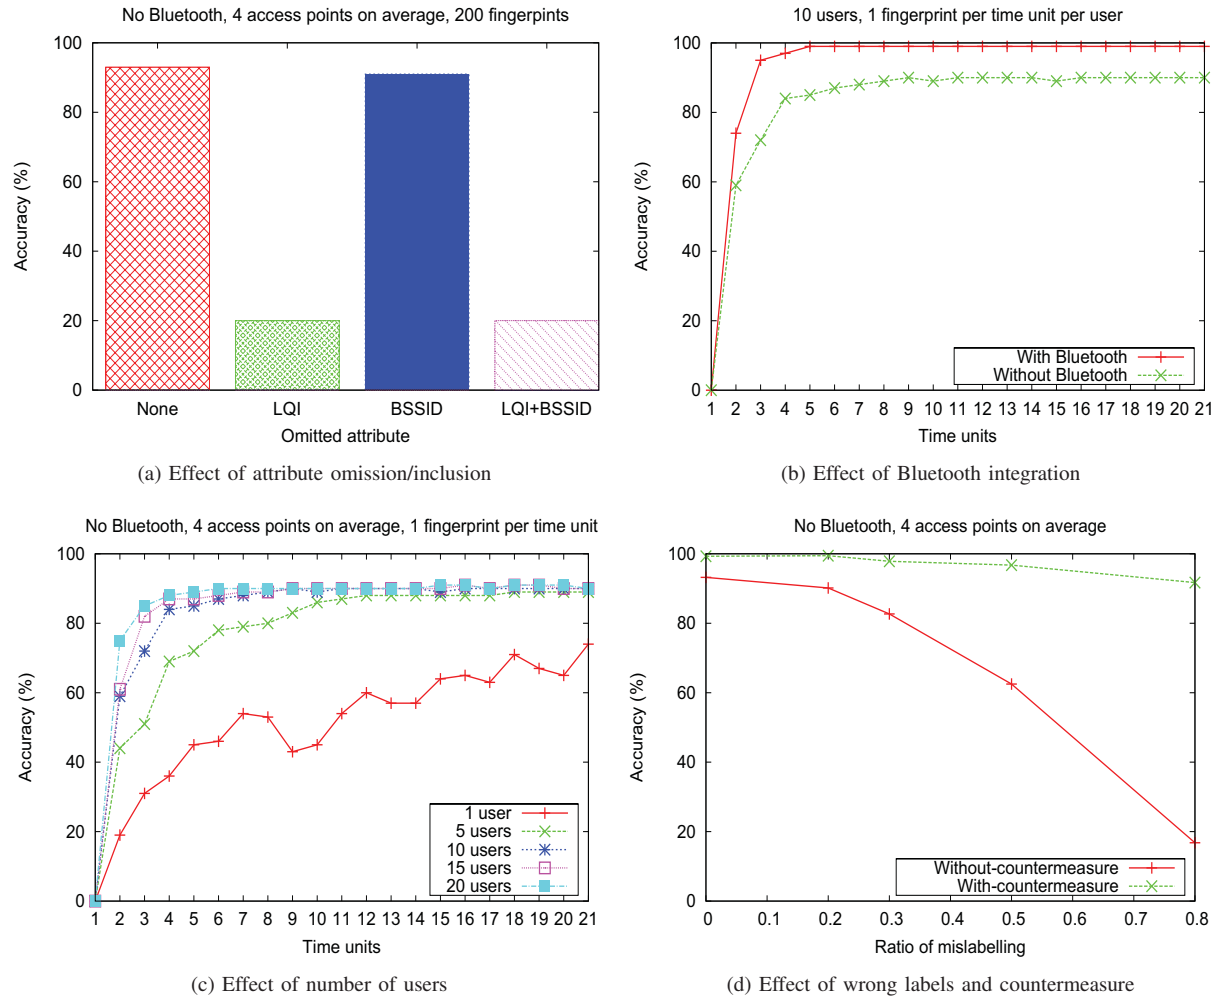 No Bluetooth, 4 access points on average, 200 fingerpints
100
80
60
40
20
0
Accuracy (%)
None LQI BSSID LQI+BSSID
Omitted attribute
(a) Effect of attribute omission/inclusion
10 users, 1 fingerprint per time unit per user
100
80
60
40
20
0
Accuracy (%)
With Bluetooth
Without Bluetooth
1 2 3 4 5 6 7 8 9 10 11 12 13 14 15 16 17 18 19 20 21
Time units
(b) Effect of Bluetooth integration
No Bluetooth, 4 access points on average, 1 fingerprint per time unit
100
80
60
40
20
0
Accuracy (%)
1 user
5 users
10 users
15 users
20 users
1 2 3 4 5 6 7 8 9 10 11 12 13 14 15 16 17 18 19 20 21
Time units
(c) Effect of number of users
No Bluetooth, 4 access points on average
100
80
60
40
20
0
Accuracy (%)
Without-countermeasure
With-countermeasure
0 0.1 0.2 0.3 0.4 0.5 0.6 0.7 0.8
Ratio of mislabelling
(d) Effect of wrong labels and countermeasure